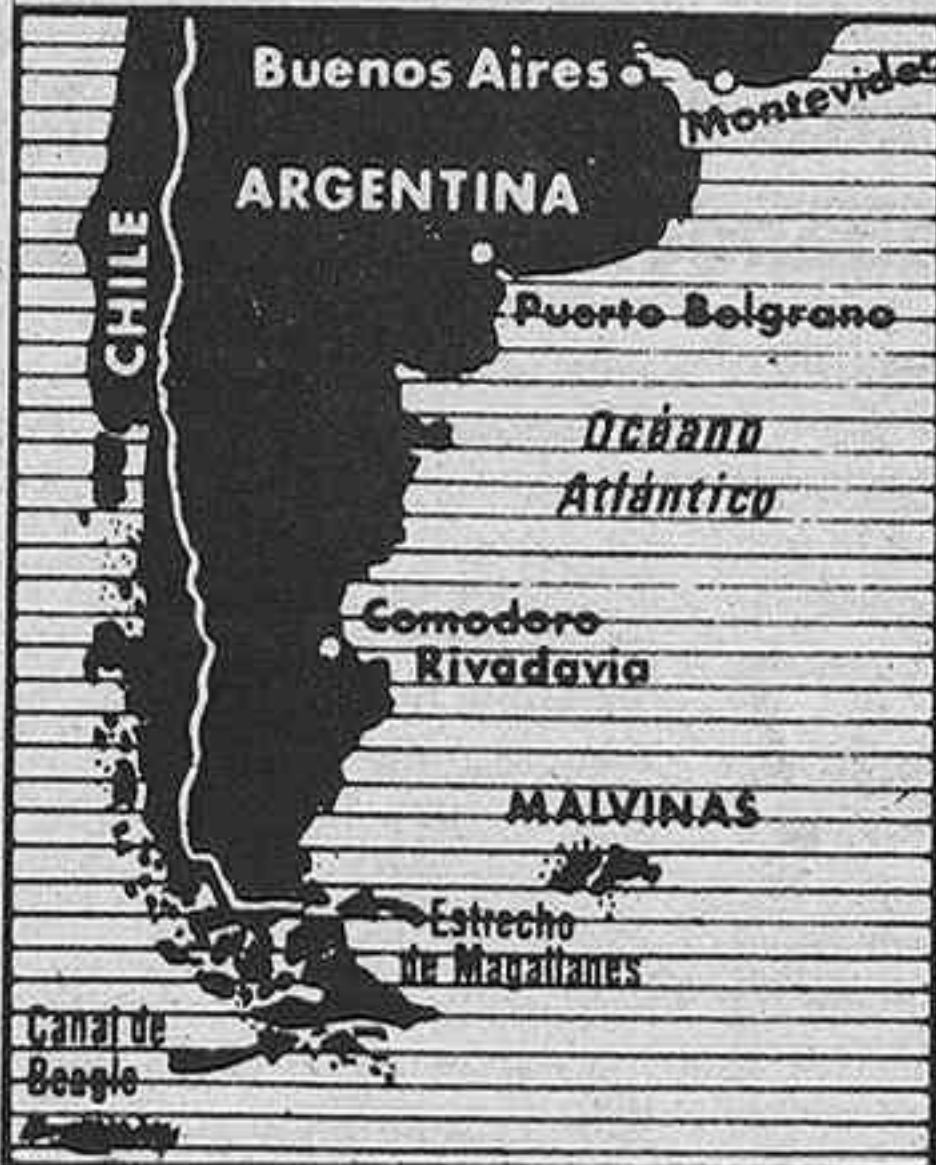 Buenos Aires
Montevideo
ARGENTINA
CHILE
Puerto Belgrano
Océano
Atlántico
Comodoro
Rivadavia
MALVINAS
Estrecho
de Magallanes
Canal de
Beagle